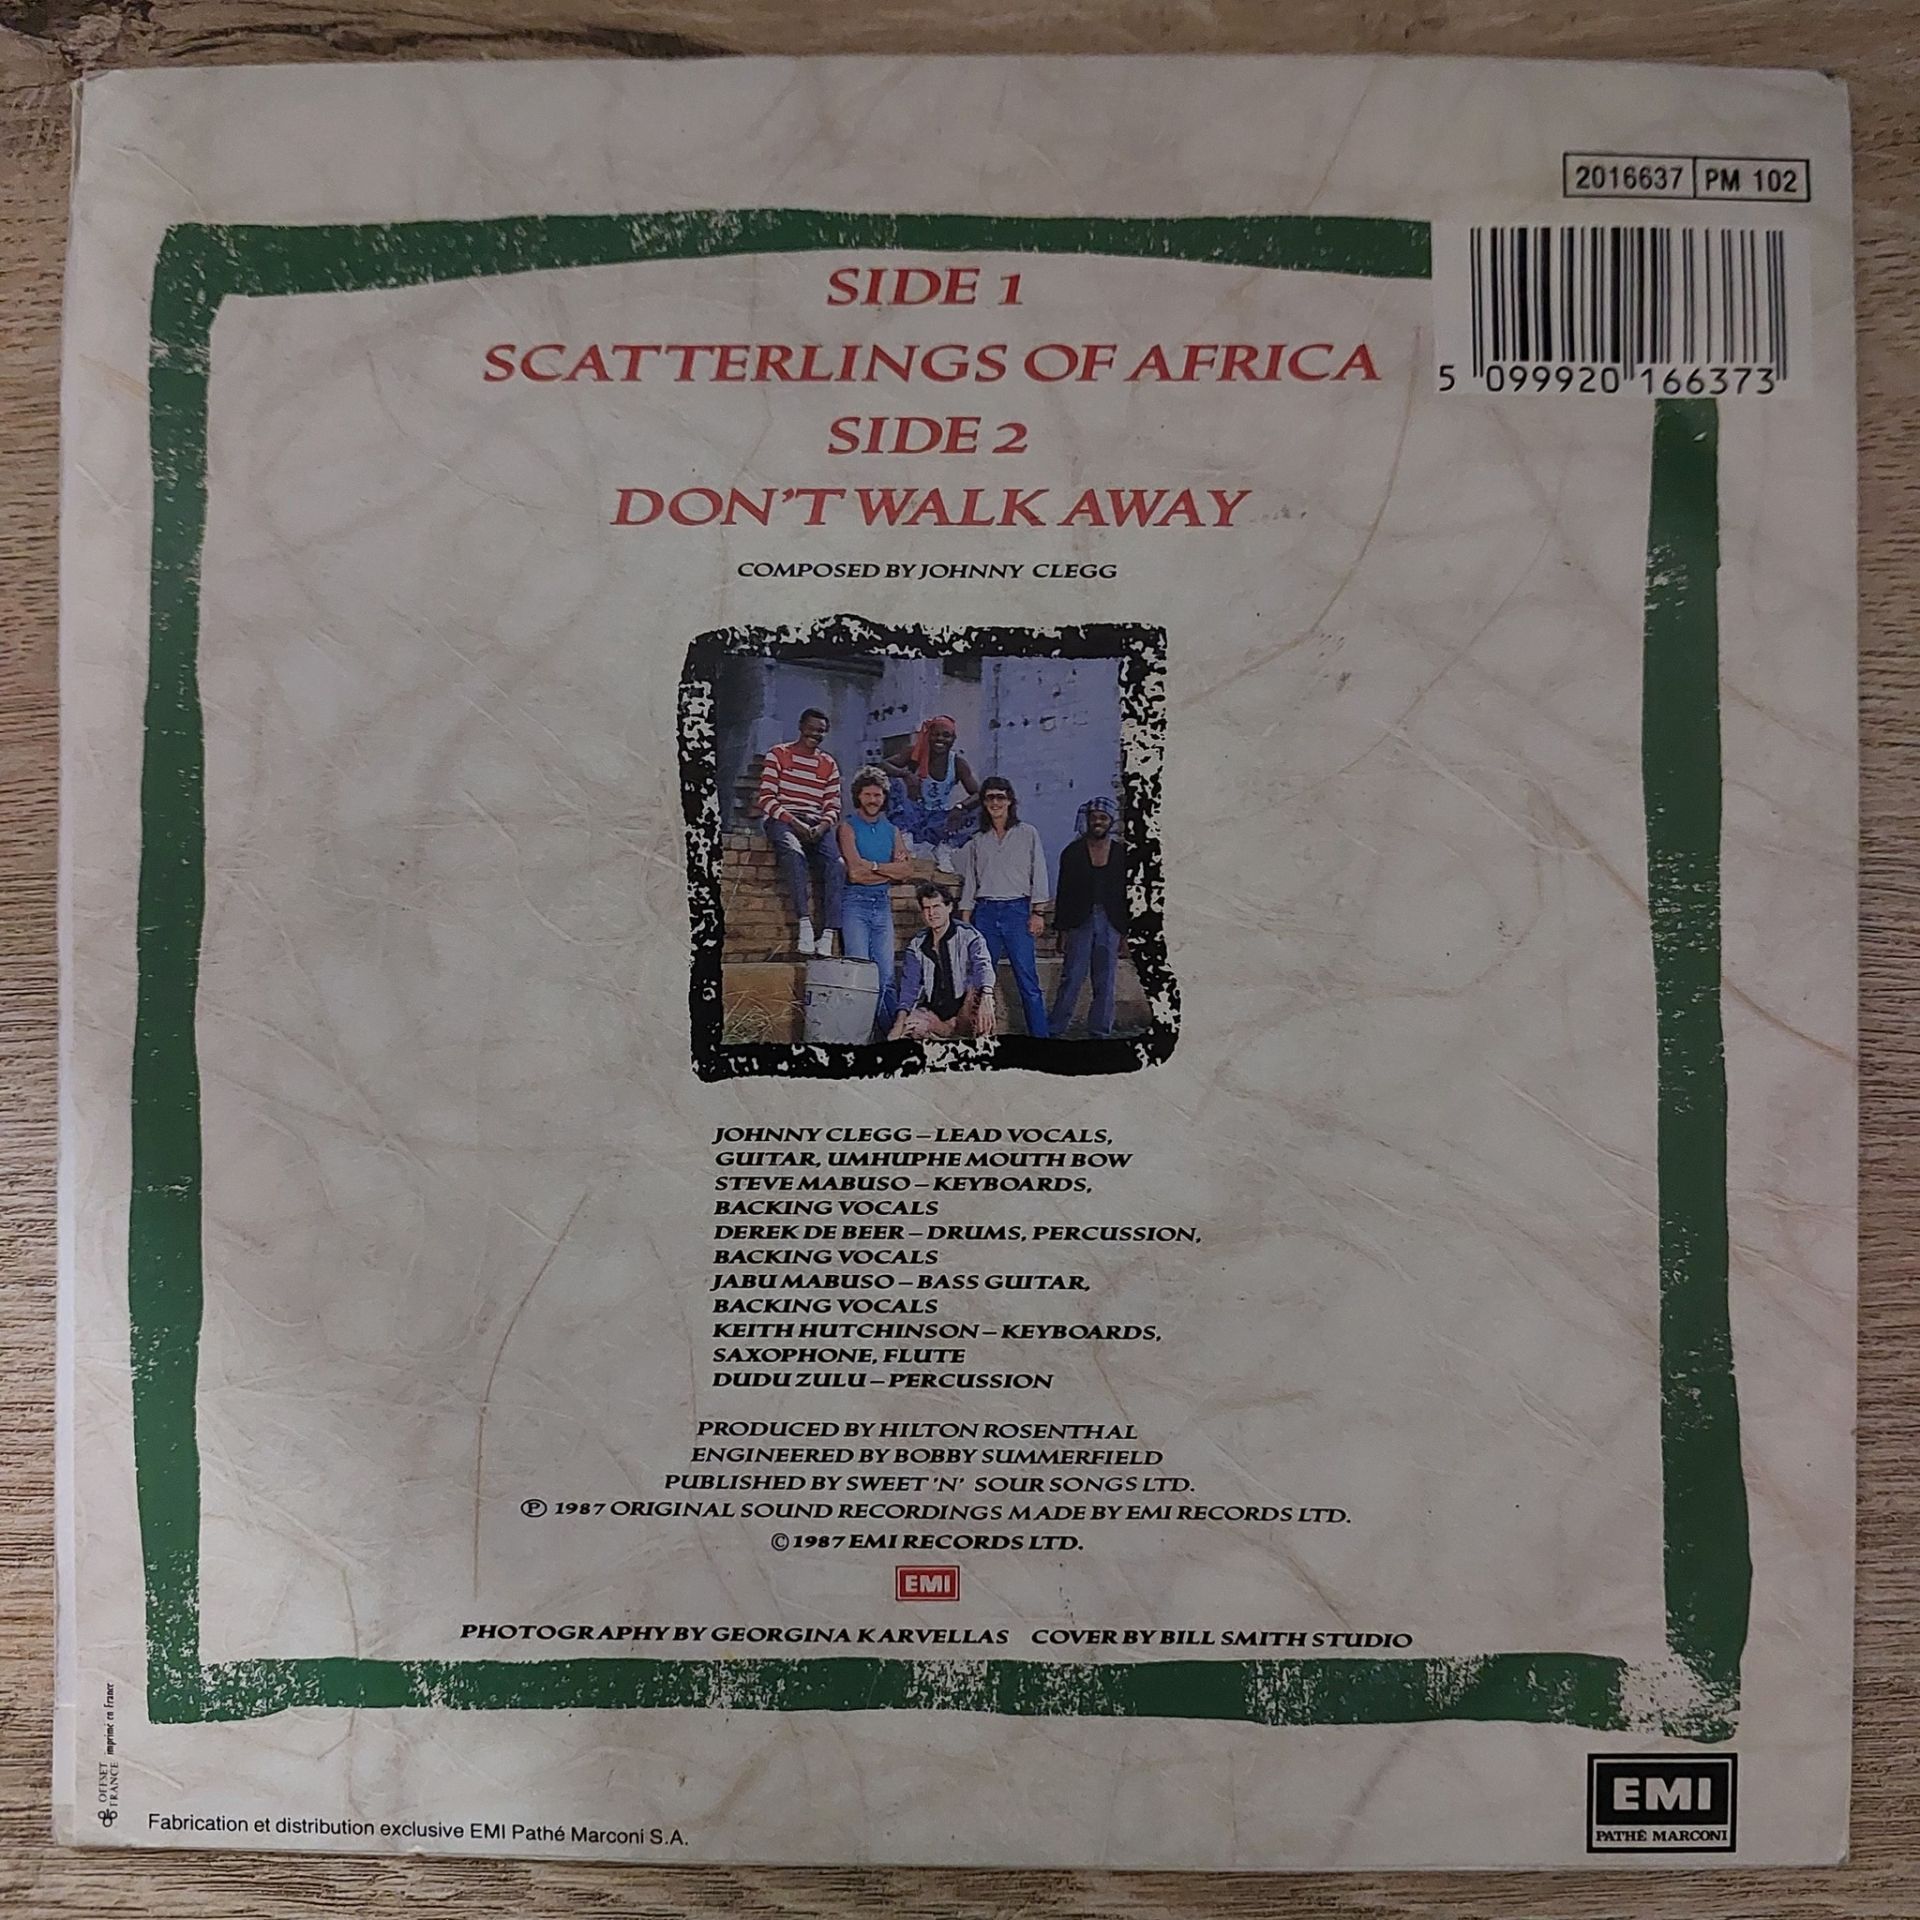 2016637 PM 102
SIDE 1
SCATTERLINGS OF AFRICA
5 099920 166373
SIDE 2
DON'T WALK AWAY
COMPOSED BY JOHNNY CLEGG
JOHNNY CLEGG–LEAD VOCALS,
GUITAR, UMHUPHE MOUTH BOW
STEVE MABUSO–KEYBOARDS,
BACKING VOCALS
DEREK DE BEER–DRUMS, PERCUSSION,
BACKING VOCALS
JABU MABUSO–BASS GUITAR,
BACKING VOCALS
KEITH HUTCHINSON–KEYBOARDS,
SAXOPHONE, FLUTE
DUDU ZULU–PERCUSSION
PRODUCED BY HILTON ROSENTHAL
ENGINEERED BY BOBBY SUMMERFIELD
PUBLISHED BY SWEET 'N' SOUR SONGS LTD.
℗ 1987 ORIGINAL SOUND RECORDINGS MADE BY EMI RECORDS LTD.
© 1987 EMI RECORDS LTD.
EMI
PHOTOGRAPHY BY GEORGINA KARVELLAS COVER BY BILL SMITH STUDIO
OFFSET FRANCE imprimé en France
Fabrication et distribution exclusive EMI Pathé Marconi S.A.
EMI
PATHÉ MARCONI